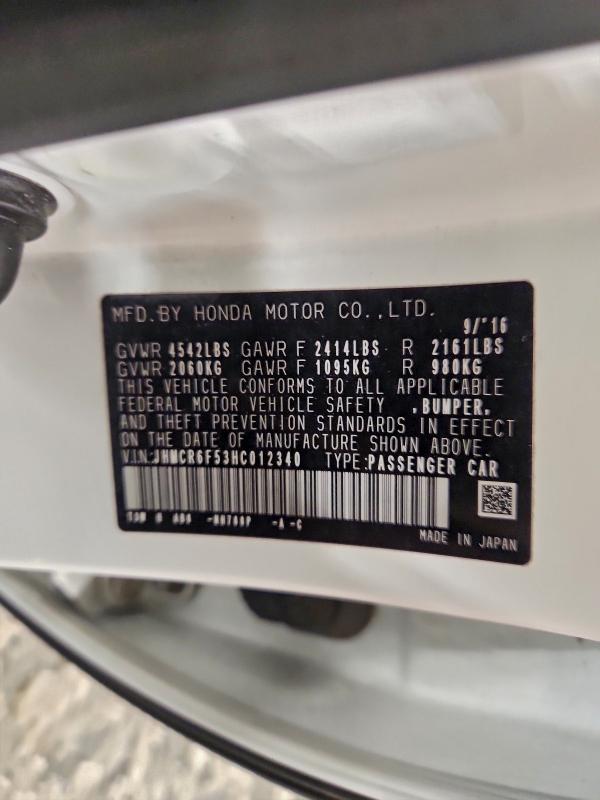 MFD.BY HONDA MOTOR CO.,LTD.
9/'16
GVWR 4542LBS GAWR F 2414LBS R 2161LBS
GVWR 2060KG GAWR F 1095KG R 980KG
THIS VEHICLE CONFORMS TO ALL APPLICABLE
FEDERAL MOTOR VEHICLE SAFETY ,BUMPER,
AND THEFT PREVENTION STANDARDS IN EFFECT
ON THE DATE OF MANUFACTURE SHOWN ABOVE.
V.I.N:JHMCR6F53HC012340 TYPE:PASSENGER CAR
-A -C
MADE IN JAPAN